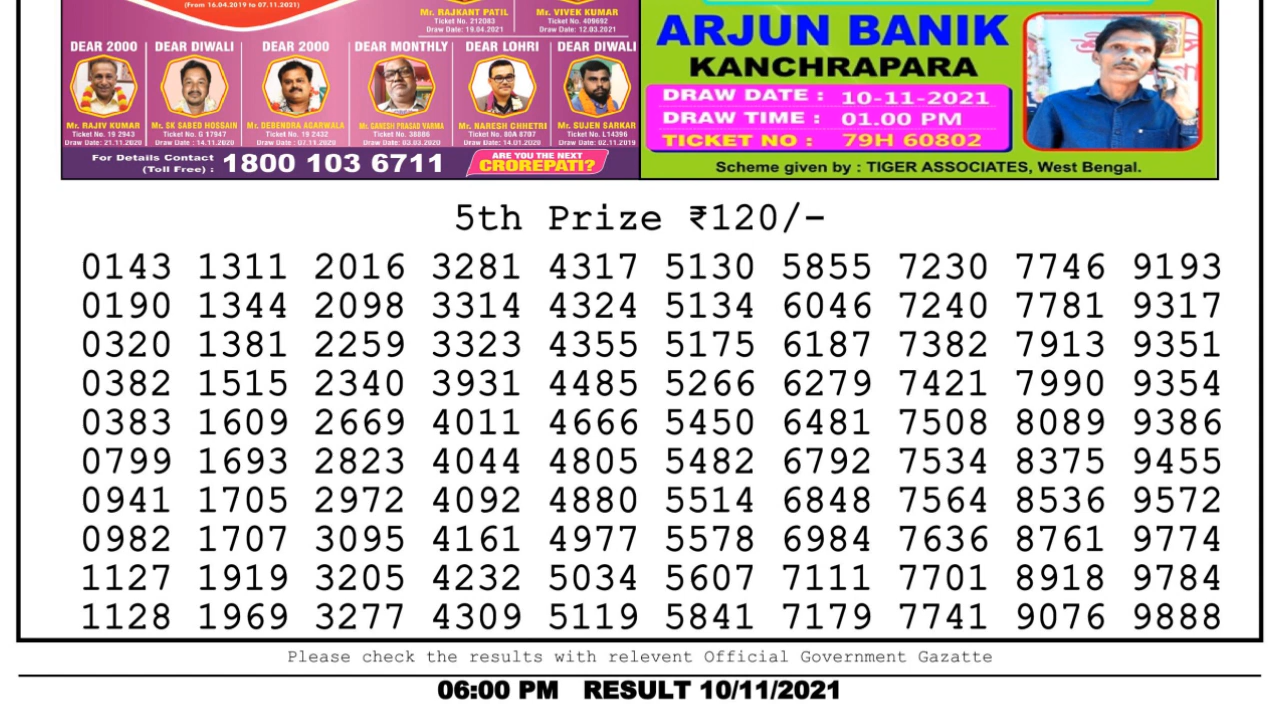 (From 16.04.2019 to 07.11.2021)
Mr. RAJKANT PATIL
Ticket No. 212083
Draw Date: 19.04.2021
Mr. VIVEK KUMAR
Ticket No. 409692
Draw Date: 12.03.2021
DEAR 2000
Mr. RAJIV KUMAR
Ticket No. 19 2943
Draw Date: 21.11.2020
DEAR DIWALI
Mr. SK SABED HOSSAIN
Ticket No. G 17947
Draw Date : 14.11.2020
DEAR 2000
Mr. DEBENDRA AGARWALA
Ticket No. 19 2432
Draw Date : 07.11.2020
DEAR MONTHLY
Mr. GANESH PRASAD VARMA
Ticket No. 38686
Draw Date: 03.03.2020
DEAR LOHRI
Mr. NARESH CHHETRI
Ticket No. 80A 8707
Draw Date: 14.01.2020
DEAR DIWALI
Mr. SUJEN SARKAR
Ticket No. L14396
Draw Date: 02.11.2019
For Details Contact
(Toll Free) : 1800 103 6711
ARE YOU THE NEXT
CROREPATI?
ARJUN BANIK
KANCHRAPARA
DRAW DATE : 10-11-2021
DRAW TIME : 01.00 PM
TICKET NO : 79H 60802
Scheme given by : TIGER ASSOCIATES, West Bengal.
5th Prize ₹120/-
0143 1311 2016 3281 4317 5130 5855 7230 7746 9193
0190 1344 2098 3314 4324 5134 6046 7240 7781 9317
0320 1381 2259 3323 4355 5175 6187 7382 7913 9351
0382 1515 2340 3931 4485 5266 6279 7421 7990 9354
0383 1609 2669 4011 4666 5450 6481 7508 8089 9386
0799 1693 2823 4044 4805 5482 6792 7534 8375 9455
0941 1705 2972 4092 4880 5514 6848 7564 8536 9572
0982 1707 3095 4161 4977 5578 6984 7636 8761 9774
1127 1919 3205 4232 5034 5607 7111 7701 8918 9784
1128 1969 3277 4309 5119 5841 7179 7741 9076 9888
Please check the results with relevent Official Government Gazatte
06:00 PM RESULT 10/11/2021